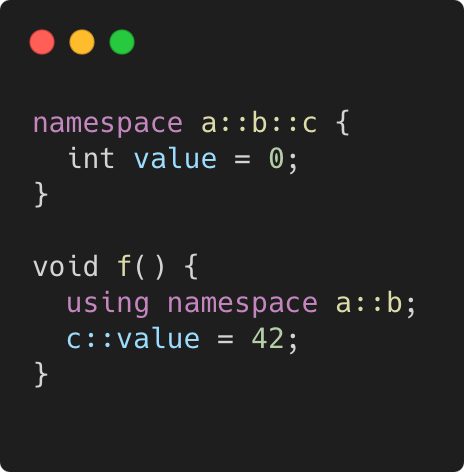 namespace a::b::c {
  int value = 0;
}

void f() {
  using namespace a::b;
  c::value = 42;
}